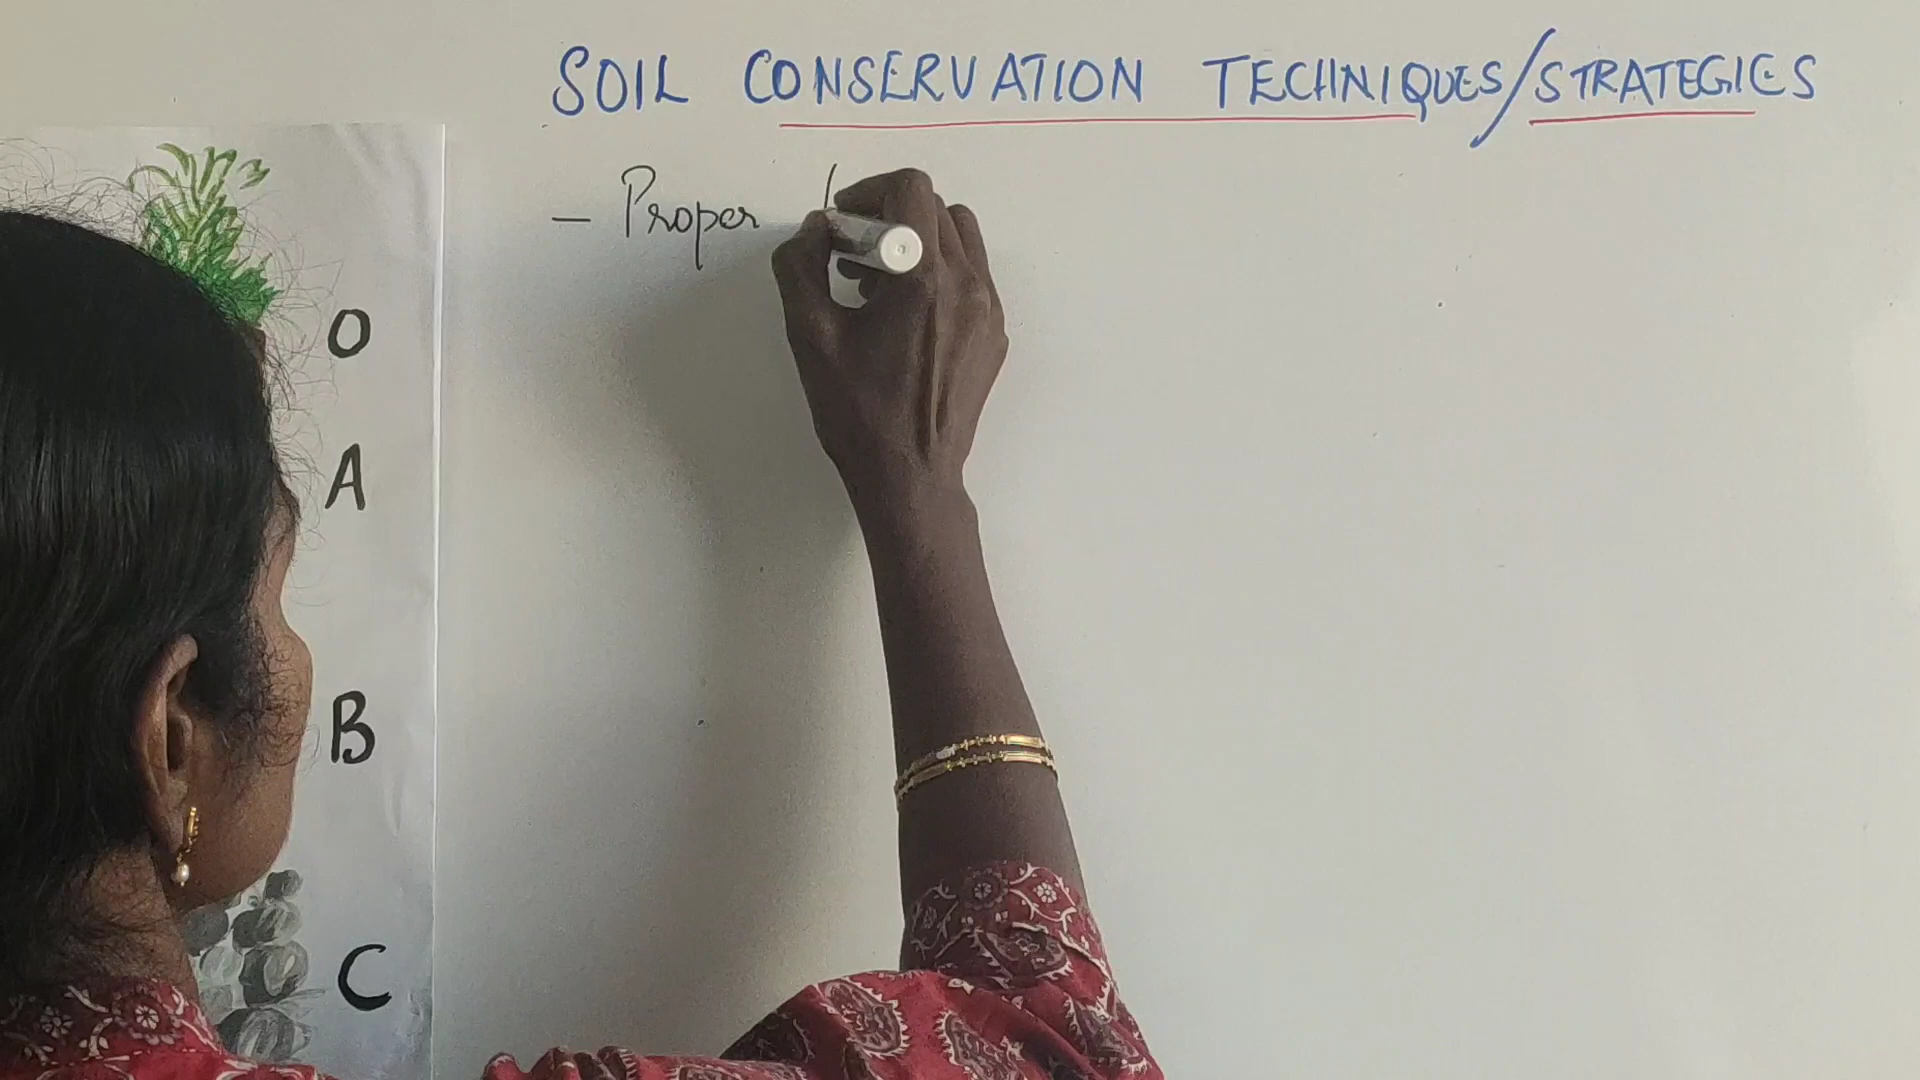 SOIL CONSERVATION TECHNIQUES/STRATEGIES
- Proper
O
A
B
C